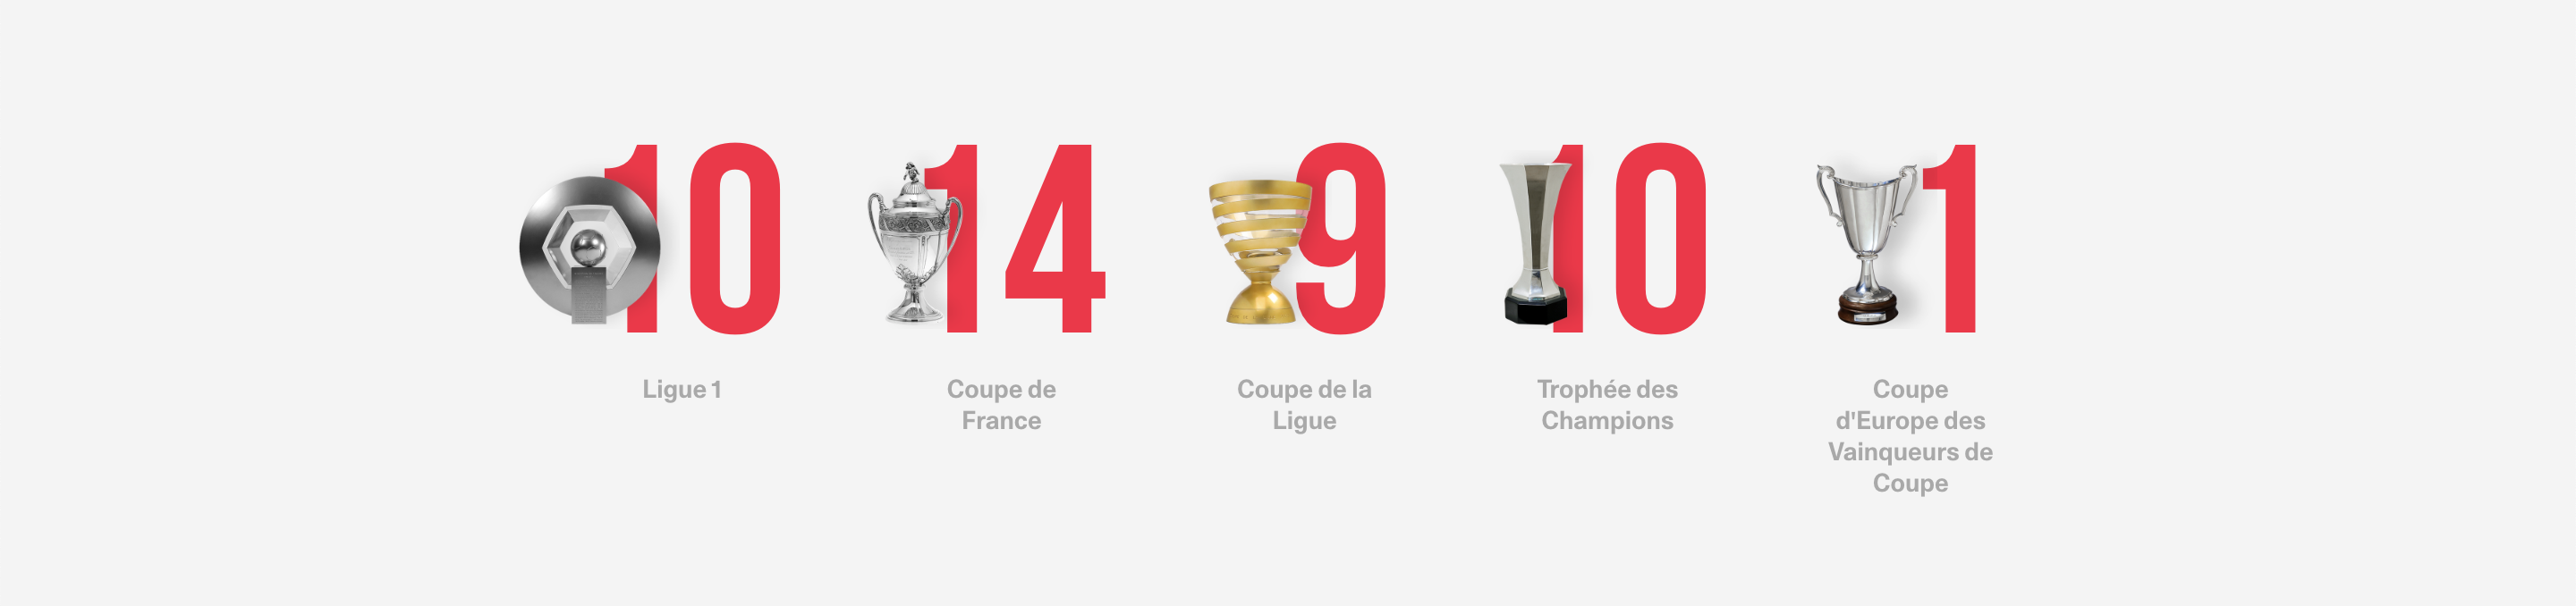 10
Ligue 1
14
Coupe de
France
9
Coupe de la
Ligue
10
Trophée des
Champions
1
Coupe
d'Europe des
Vainqueurs de
Coupe